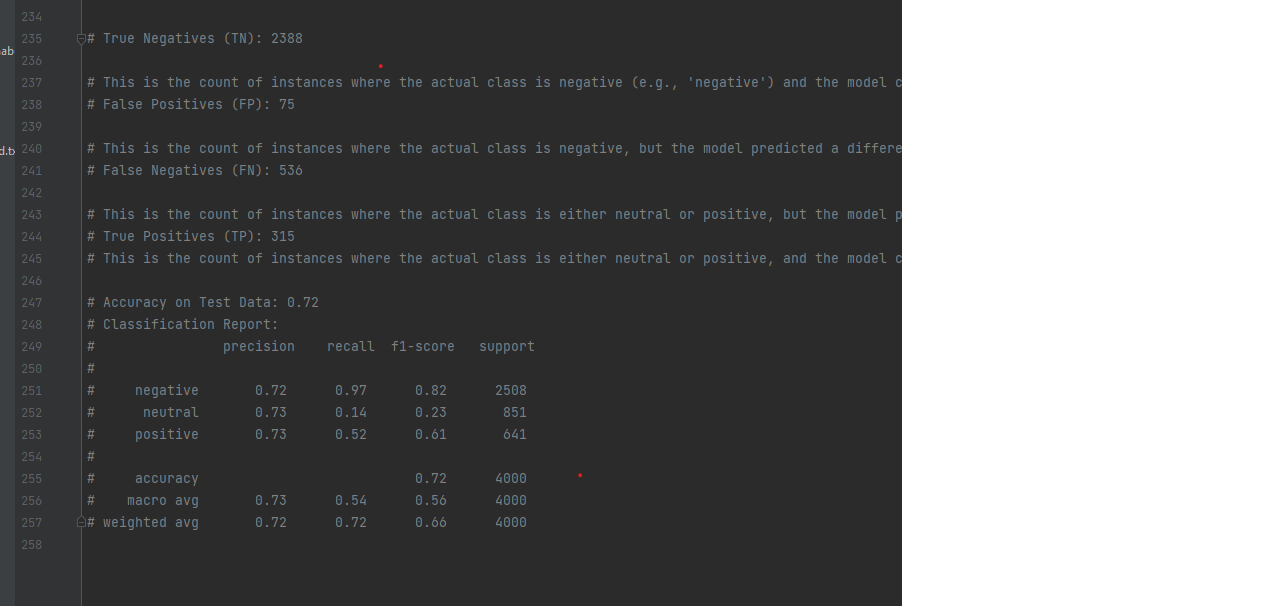 234
235 # True Negatives (TN): 2388
ab
236
237 # This is the count of instances where the actual class is negative (e.g., 'negative') and the model c
238 # False Positives (FP): 75
239
d.tx 240 # This is the count of instances where the actual class is negative, but the model predicted a differe
241 # False Negatives (FN): 536
242
243 # This is the count of instances where the actual class is either neutral or positive, but the model p
244 # True Positives (TP): 315
245 # This is the count of instances where the actual class is either neutral or positive, and the model c
246
247 # Accuracy on Test Data: 0.72
248 # Classification Report:
249 # precision recall f1-score support
250 #
251 # negative 0.72 0.97 0.82 2508
252 # neutral 0.73 0.14 0.23 851
253 # positive 0.73 0.52 0.61 641
254 #
255 # accuracy 0.72 4000
256 # macro avg 0.73 0.54 0.56 4000
257 # weighted avg 0.72 0.72 0.66 4000
258